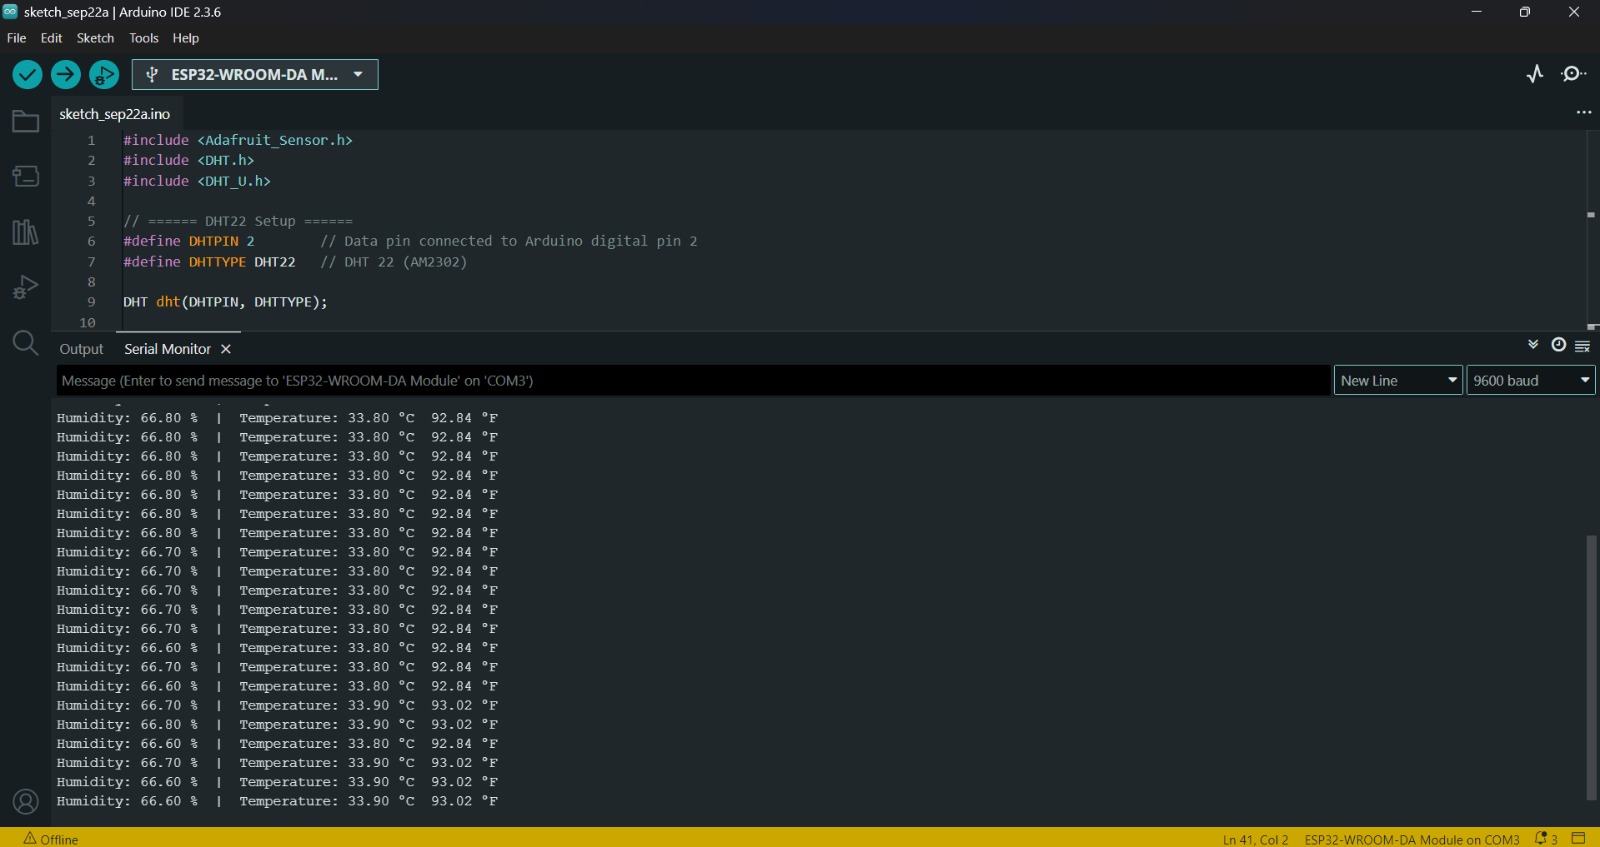 sketch_sep22a | Arduino IDE 2.3.6
File Edit Sketch Tools Help
ESP32-WROOM-DA M...
sketch_sep22a.ino
1 #include <Adafruit_Sensor.h>
2 #include <DHT.h>
3 #include <DHT_U.h>
4
5 // ====== DHT22 Setup ======
6 #define DHTPIN 2 // Data pin connected to Arduino digital pin 2
7 #define DHTTYPE DHT22 // DHT 22 (AM2302)
8
9 DHT dht(DHTPIN, DHTTYPE);
10
Output Serial Monitor
Message (Enter to send message to 'ESP32-WROOM-DA Module' on 'COM3') New Line 9600 baud
Humidity: 66.80 % | Temperature: 33.80 °C 92.84 °F
Humidity: 66.80 % | Temperature: 33.80 °C 92.84 °F
Humidity: 66.80 % | Temperature: 33.80 °C 92.84 °F
Humidity: 66.80 % | Temperature: 33.80 °C 92.84 °F
Humidity: 66.80 % | Temperature: 33.80 °C 92.84 °F
Humidity: 66.80 % | Temperature: 33.80 °C 92.84 °F
Humidity: 66.80 % | Temperature: 33.80 °C 92.84 °F
Humidity: 66.70 % | Temperature: 33.80 °C 92.84 °F
Humidity: 66.70 % | Temperature: 33.80 °C 92.84 °F
Humidity: 66.70 % | Temperature: 33.80 °C 92.84 °F
Humidity: 66.70 % | Temperature: 33.80 °C 92.84 °F
Humidity: 66.70 % | Temperature: 33.80 °C 92.84 °F
Humidity: 66.60 % | Temperature: 33.80 °C 92.84 °F
Humidity: 66.70 % | Temperature: 33.80 °C 92.84 °F
Humidity: 66.60 % | Temperature: 33.80 °C 92.84 °F
Humidity: 66.70 % | Temperature: 33.90 °C 93.02 °F
Humidity: 66.80 % | Temperature: 33.90 °C 93.02 °F
Humidity: 66.60 % | Temperature: 33.80 °C 92.84 °F
Humidity: 66.70 % | Temperature: 33.90 °C 93.02 °F
Humidity: 66.60 % | Temperature: 33.90 °C 93.02 °F
Humidity: 66.60 % | Temperature: 33.90 °C 93.02 °F
Offline Ln 41, Col 2 ESP32-WROOM-DA Module on COM3 3